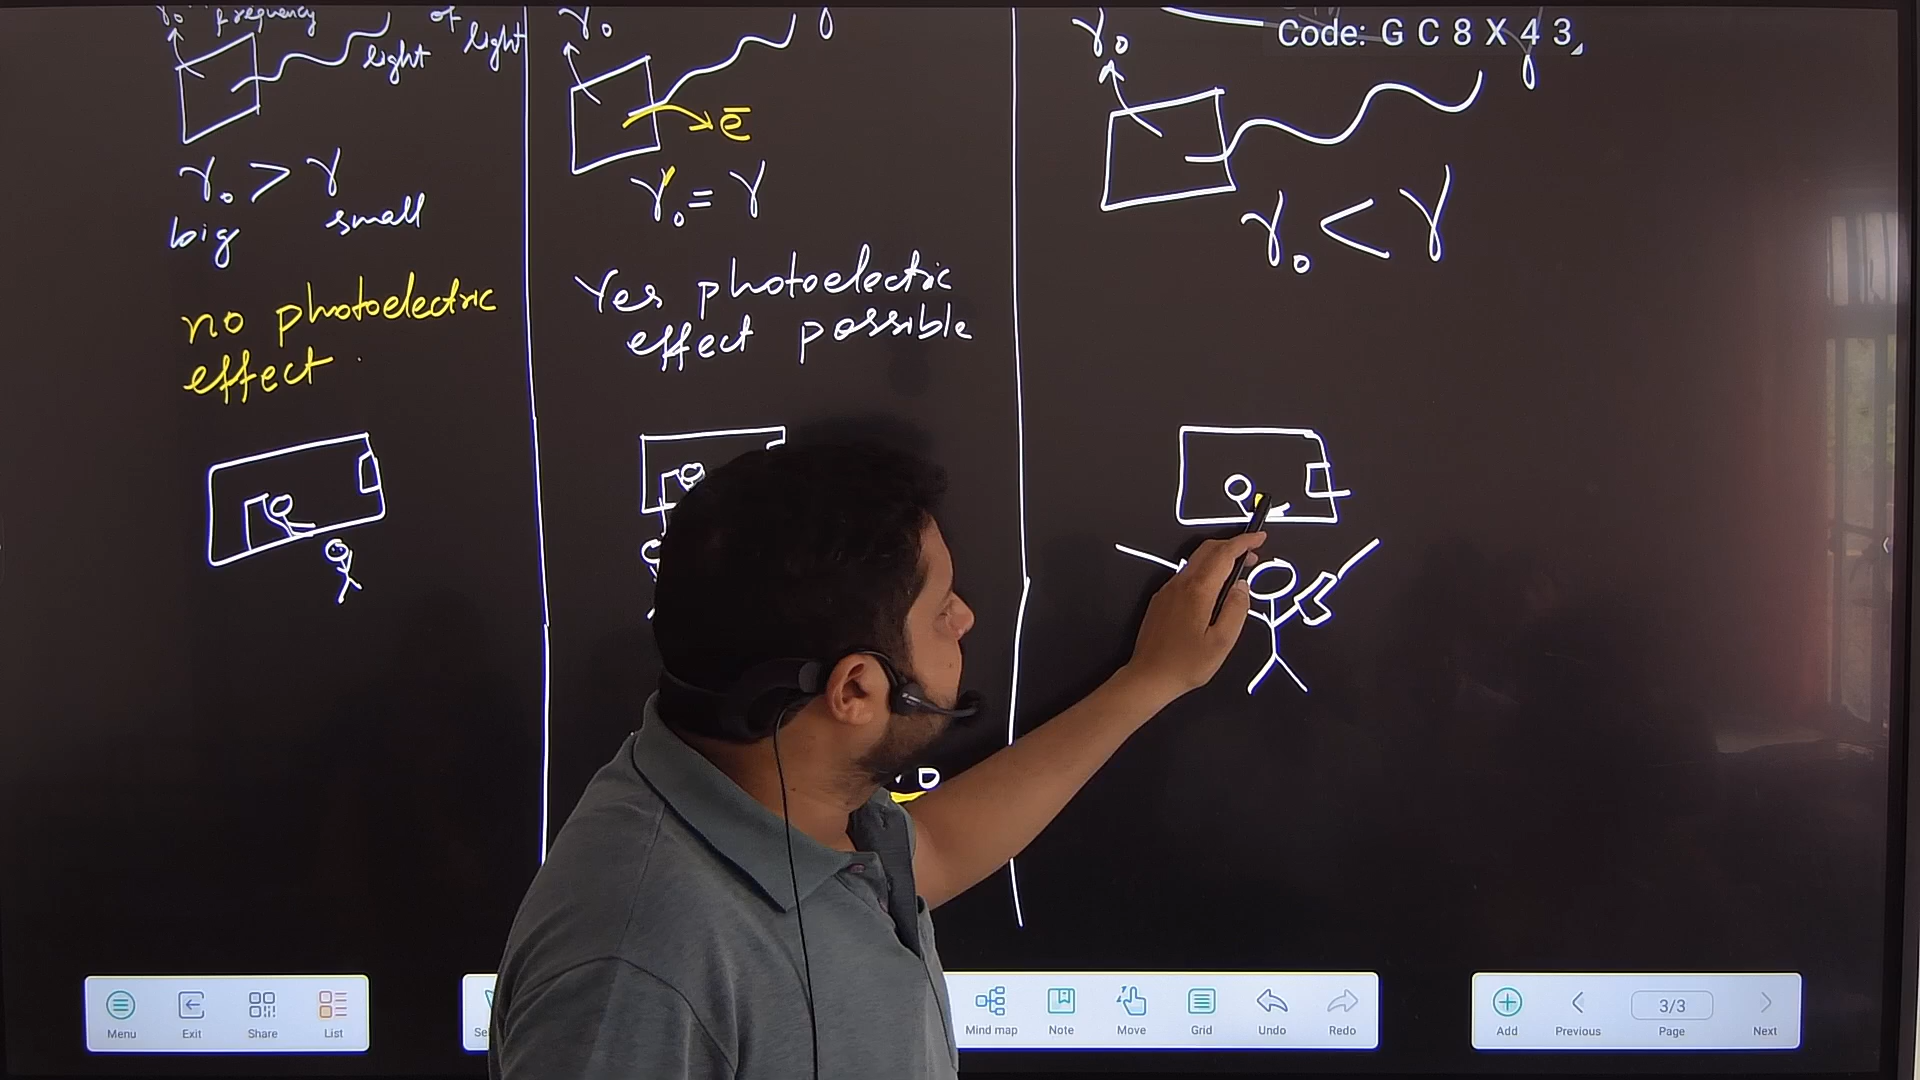 γ₀ frequency of light
light
γ₀ > γ
big small
no photoelectric
effect.
γ₀ γ
e̅
γ₀ = γ
Yes photoelectric
effect possible
Code: G C 8 X 4 3
γ₀ γ
γ₀ < γ
Menu Exit Share List
Mind map Note Move Grid Undo Redo
Add Previous 3/3 Page Next